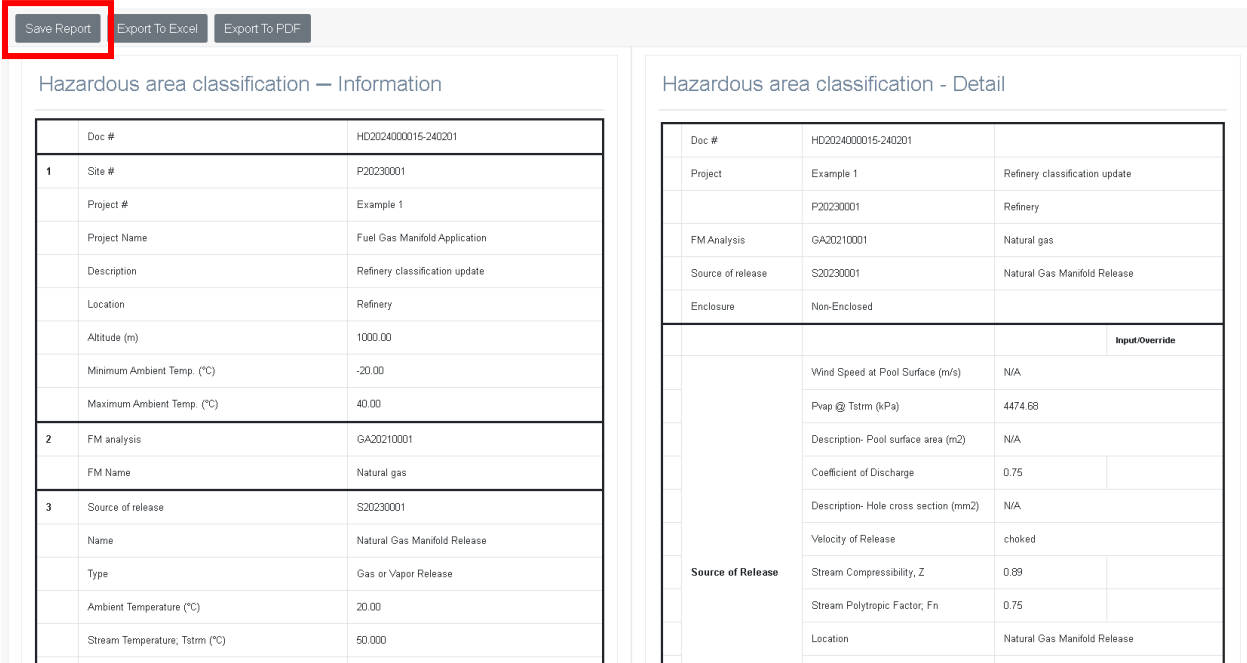 Save Report Export To Excel Export To PDF
Hazardous area classification — Information
Doc # HD2024000015-240201
1 Site # P20230001
Project # Example 1
Project Name Fuel Gas Manifold Application
Description Refinery classification update
Location Refinery
Altitude (m) 1000.00
Minimum Ambient Temp. (°C) -20.00
Maximum Ambient Temp. (°C) 40.00
2 FM analysis GA20210001
FM Name Natural gas
3 Source of release S20230001
Name Natural Gas Manifold Release
Type Gas or Vapor Release
Ambient Temperature (°C) 20.00
Stream Temperature; Tstrm (°C) 50.000
Hazardous area classification - Detail
Doc # HD2024000015-240201
Project Example 1 Refinery classification update
P20230001 Refinery
FM Analysis GA20210001 Natural gas
Source of release S20230001 Natural Gas Manifold Release
Enclosure Non-Enclosed
Input/Override
Wind Speed at Pool Surface (m/s) N/A
Pvap @ Tstrm (kPa) 4474.68
Description- Pool surface area (m2) N/A
Coefficient of Discharge 0.75
Description- Hole cross section (mm2) N/A
Velocity of Release choked
Source of Release Stream Compressibility, Z 0.89
Stream Polytropic Factor; Fn 0.75
Location Natural Gas Manifold Release